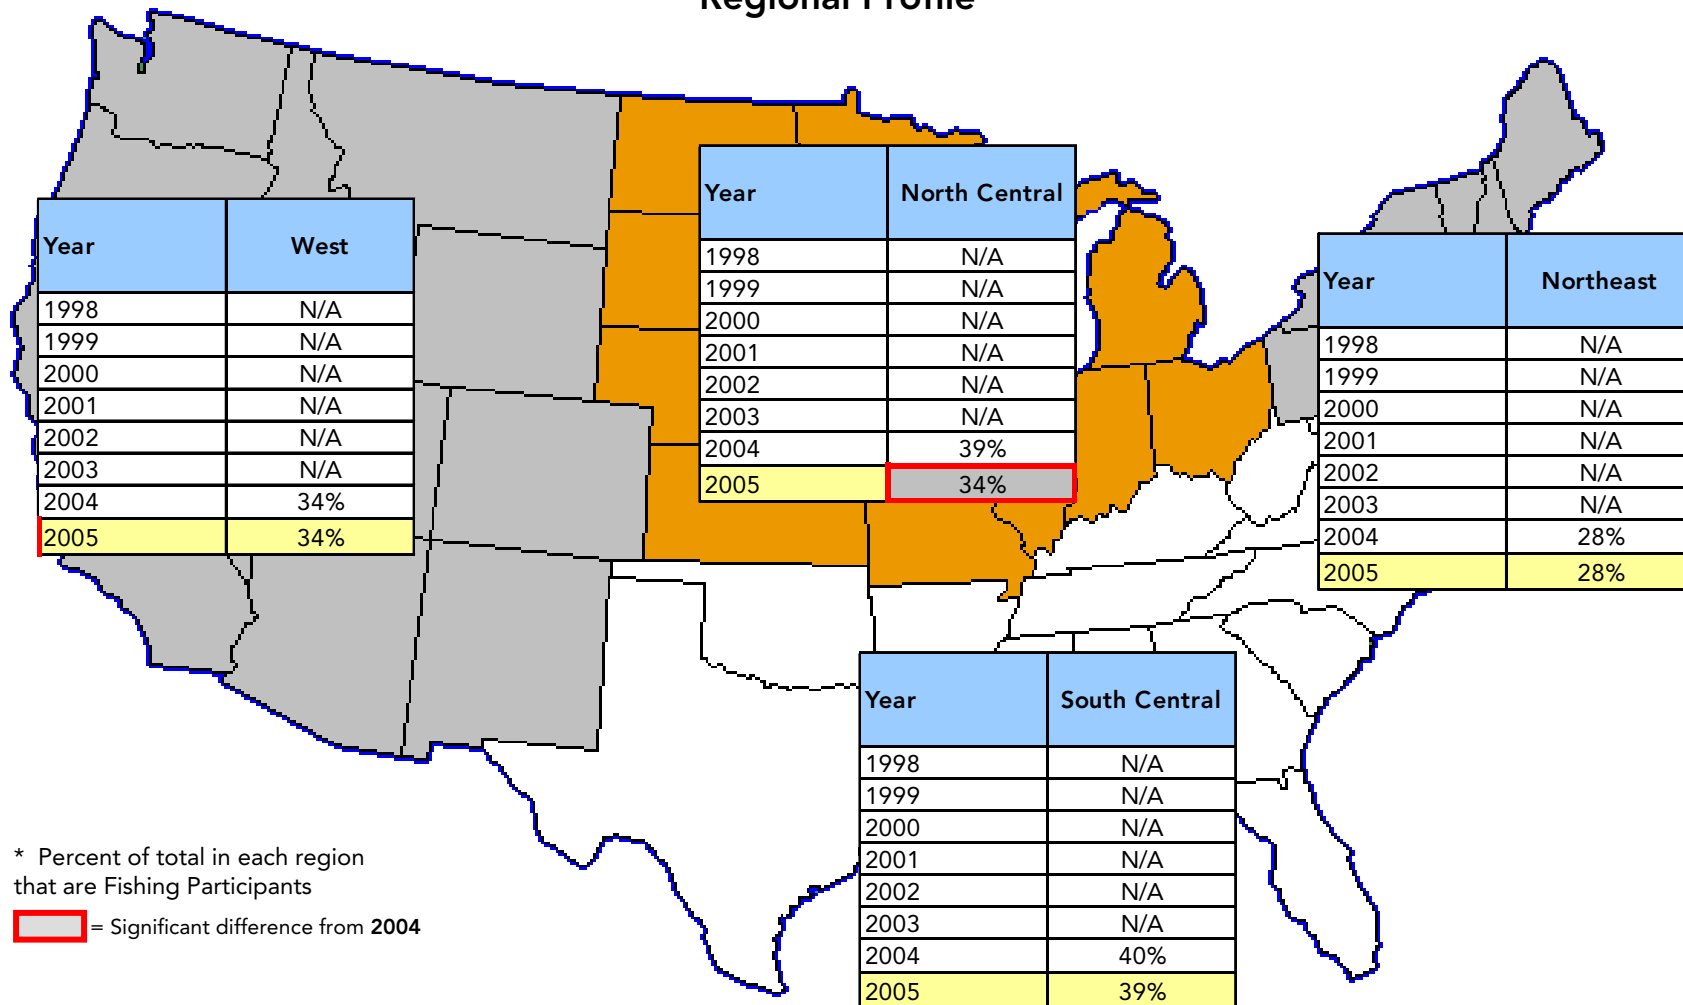 Regional Profile
Year North Central
1998 N/A
1999 N/A
2000 N/A
2001 N/A
2002 N/A
2003 N/A
2004 39%
2005 34%
Year West
1998 N/A
1999 N/A
2000 N/A
2001 N/A
2002 N/A
2003 N/A
2004 34%
2005 34%
Year Northeast
1998 N/A
1999 N/A
2000 N/A
2001 N/A
2002 N/A
2003 N/A
2004 28%
2005 28%
Year South Central
1998 N/A
1999 N/A
2000 N/A
2001 N/A
2002 N/A
2003 N/A
2004 40%
2005 39%
* Percent of total in each region
that are Fishing Participants
= Significant difference from 2004